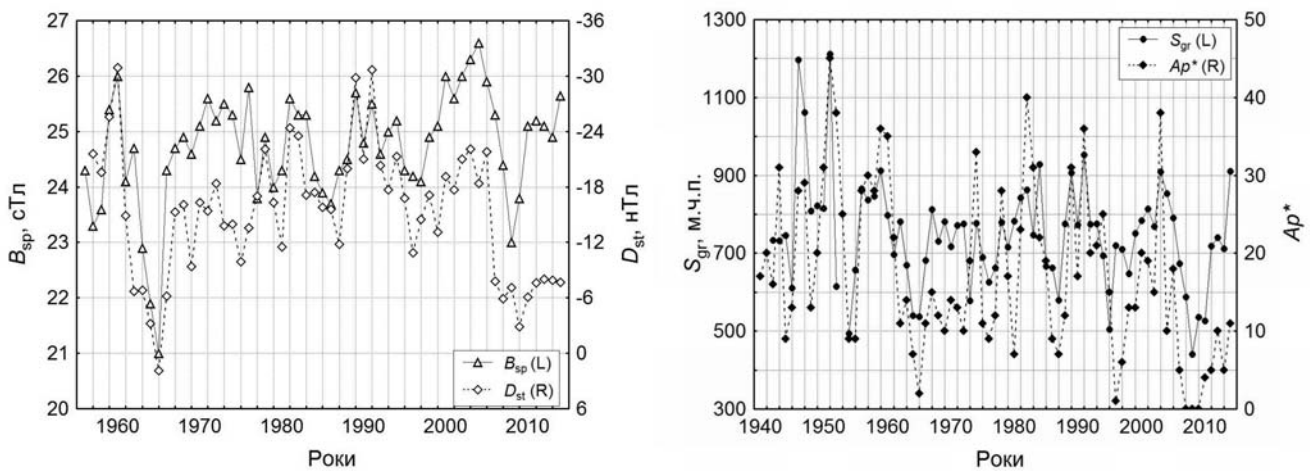 27
26
25
24
23
22
21
20
B_sp, сТл
-36
-30
-24
-18
-12
-6
0
6
D_st, нТл
B_sp (L)
D_st (R)
1960 1970 1980 1990 2000 2010
Роки
1300
1100
900
700
500
300
S_gr, м.ч.п.
50
40
30
20
10
0
Ap*
S_gr (L)
Ap* (R)
1940 1950 1960 1970 1980 1990 2000 2010
Роки